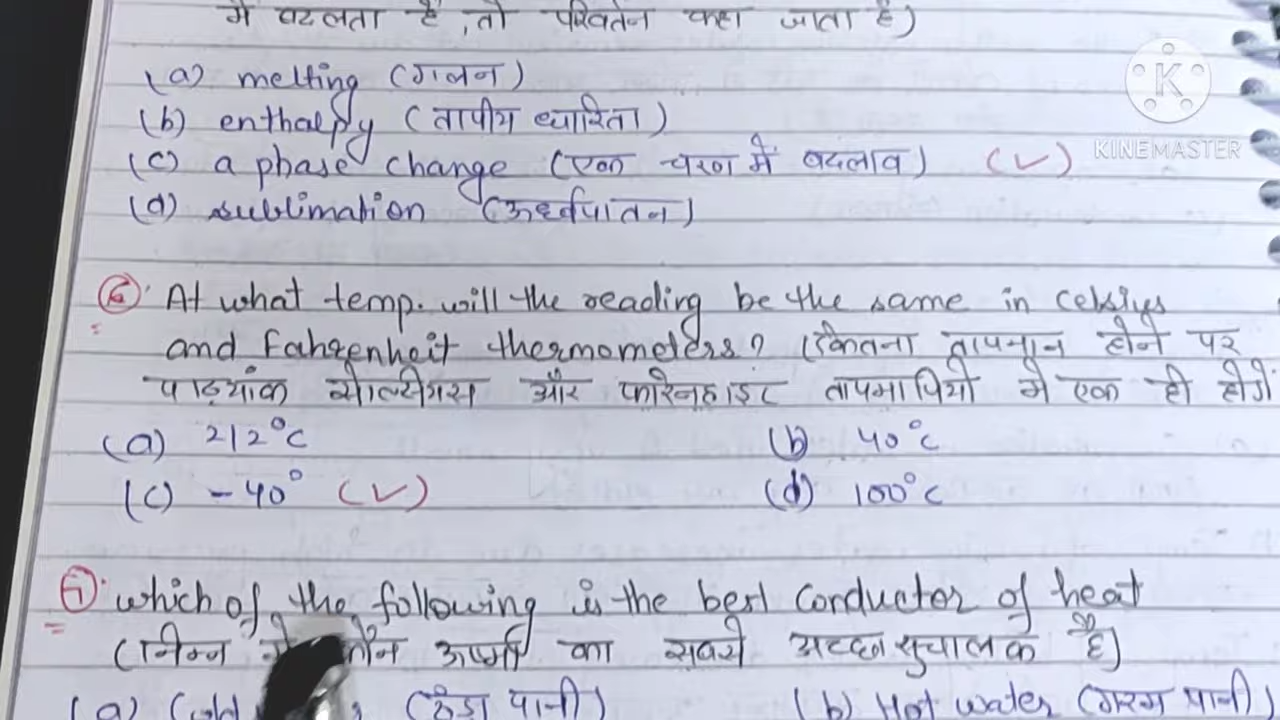 में बदलता है, तो परिवर्तन कहा जाता है)
(a) melting (गलन)
(b) enthalpy (तापीय धारिता)
(c) a phase change (एक चरण में बदलाव) (✓)
(d) sublimation (उर्ध्वपातन)
KINEMASTER
⑥ At what temp. will the reading be the same in Celsius
and Fahrenheit thermometers? (कितना तापमान होने पर
पाठ्यांक सेल्सीयस और फारेनहाइट तापमापियो मे एक ही होगें
(a) 212°C (b) 40°C
(c) -40° (✓) (d) 100°C
⑦ Which of the following is the best conductor of heat
(निम्न में कौन का सबसे अच्छा सुचालक है)
(a) Cold (ठंडा पानी) (b) Hot water (गरम पानी)